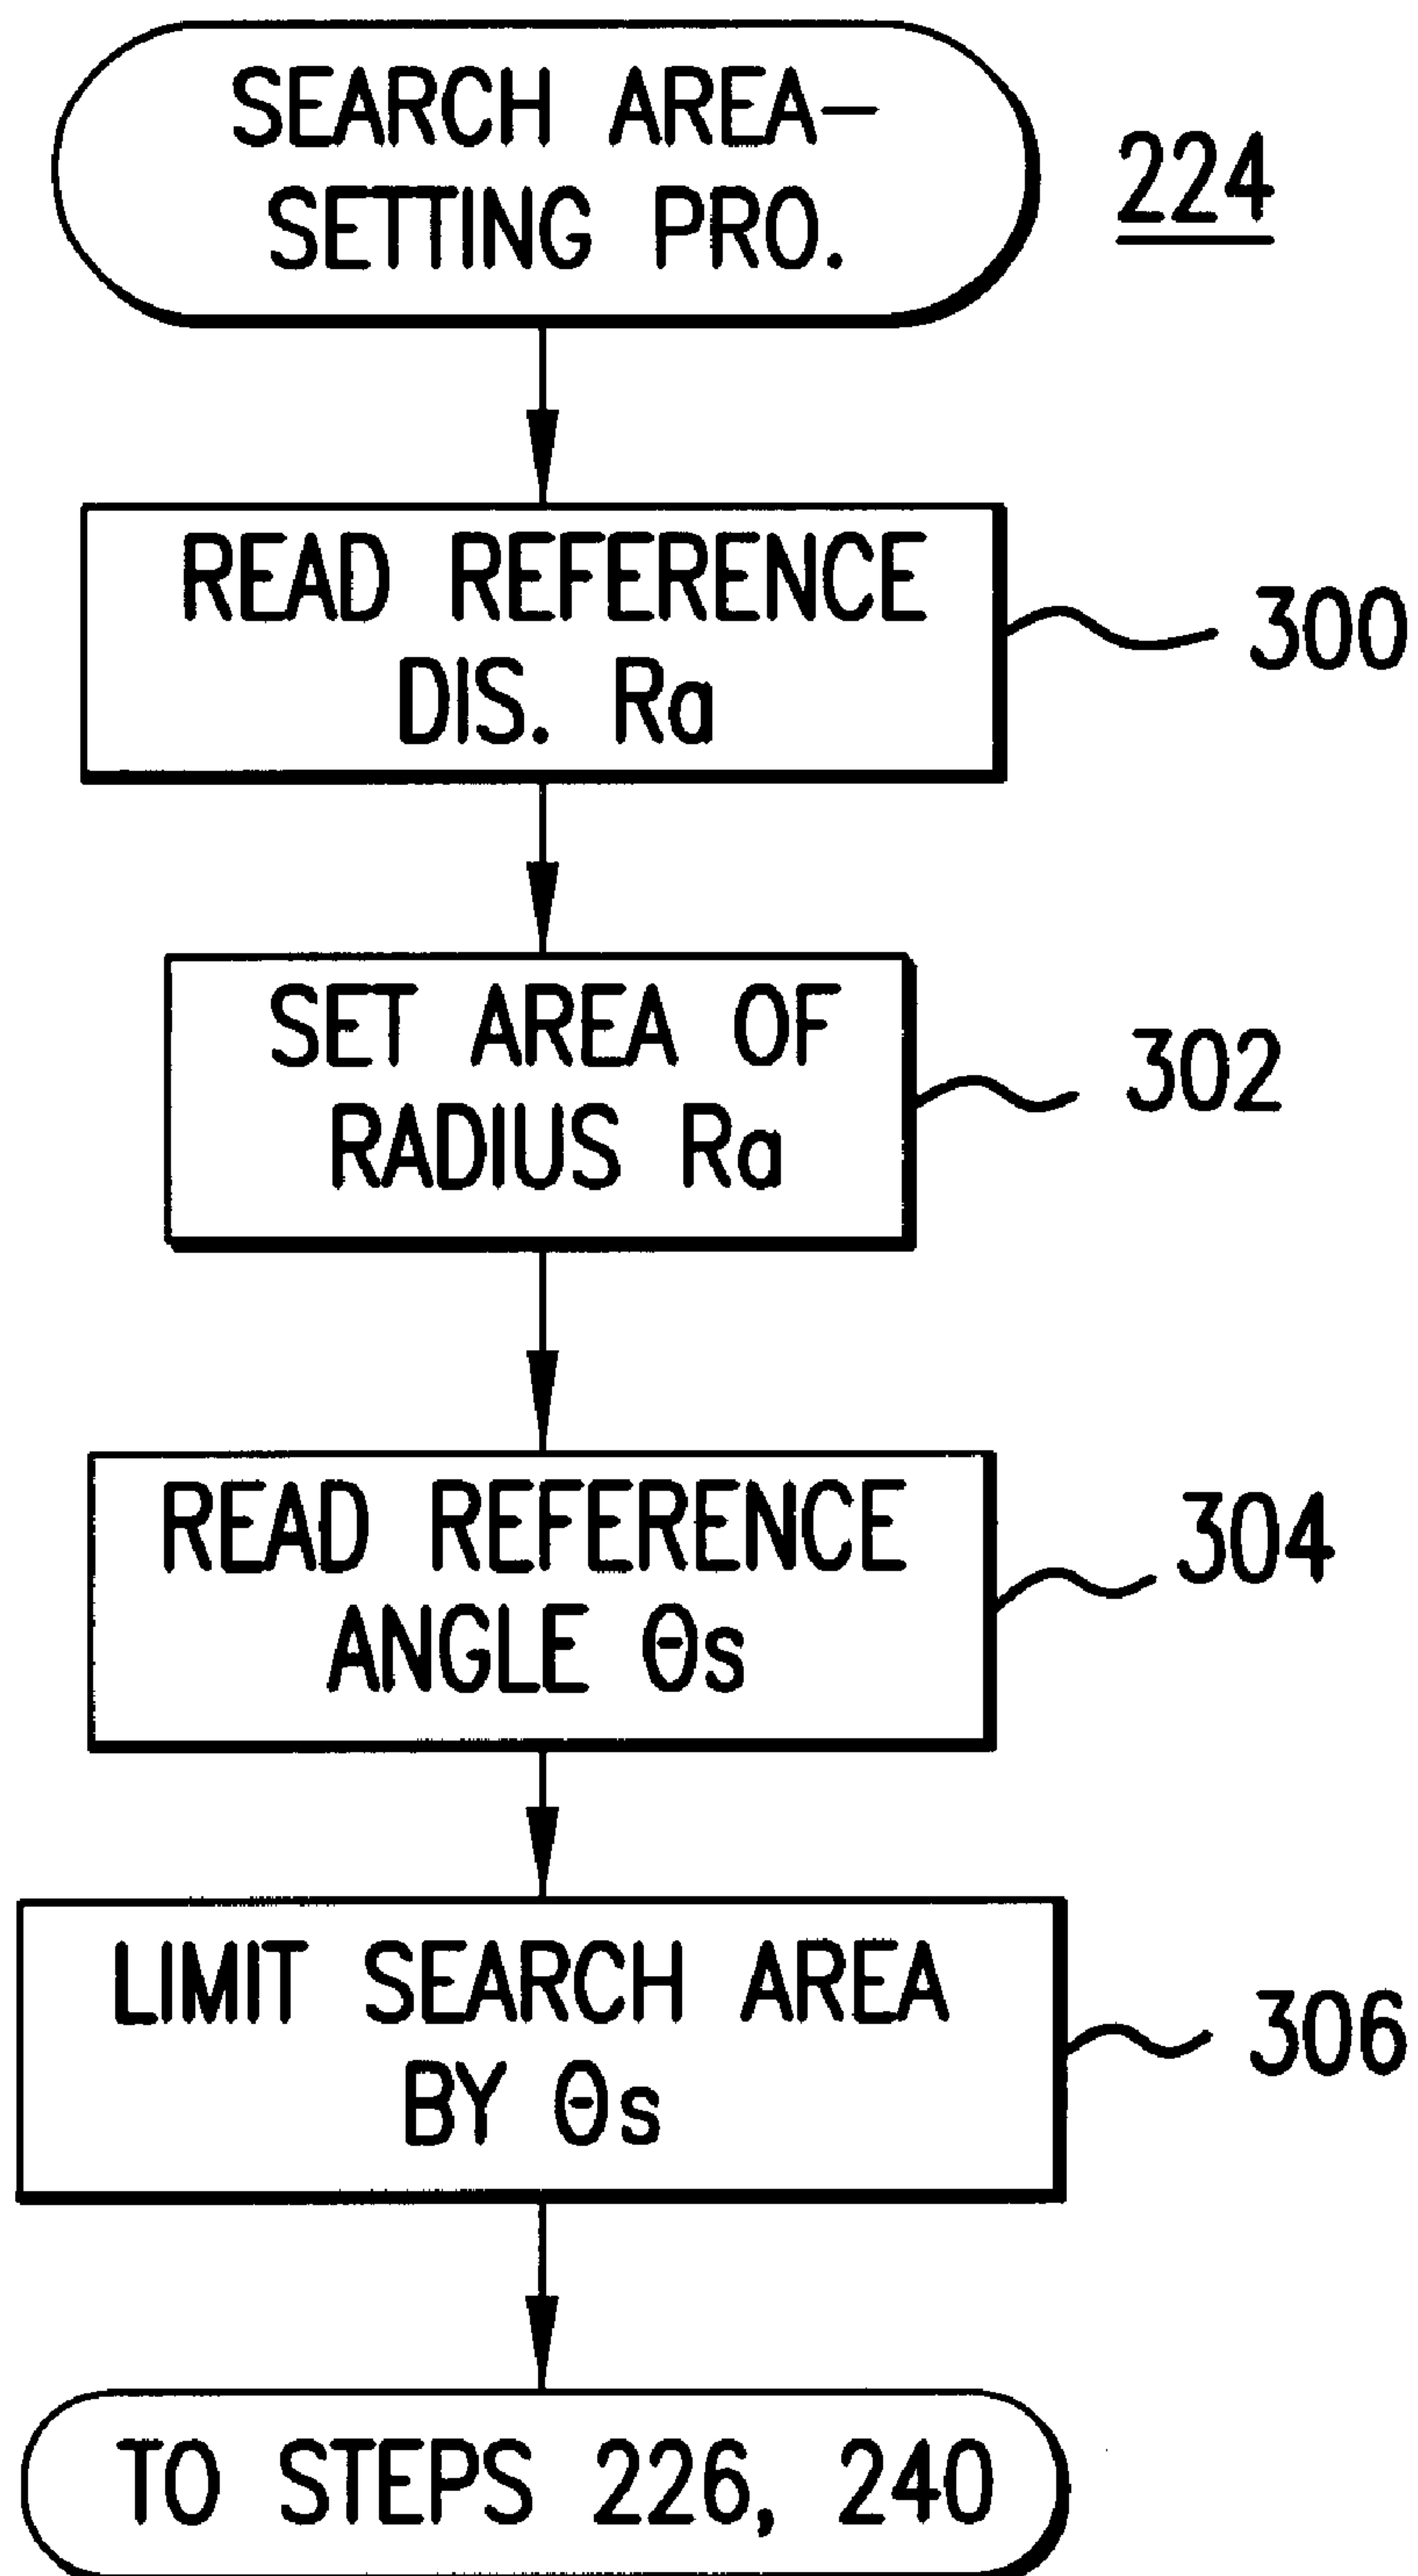 SEARCH AREA-
SETTING PRO.
224
READ REFERENCE
DIS. Ra
300
SET AREA OF
RADIUS Ra
302
READ REFERENCE
ANGLE Θs
304
LIMIT SEARCH AREA
BY Θs
306
TO STEPS 226, 240